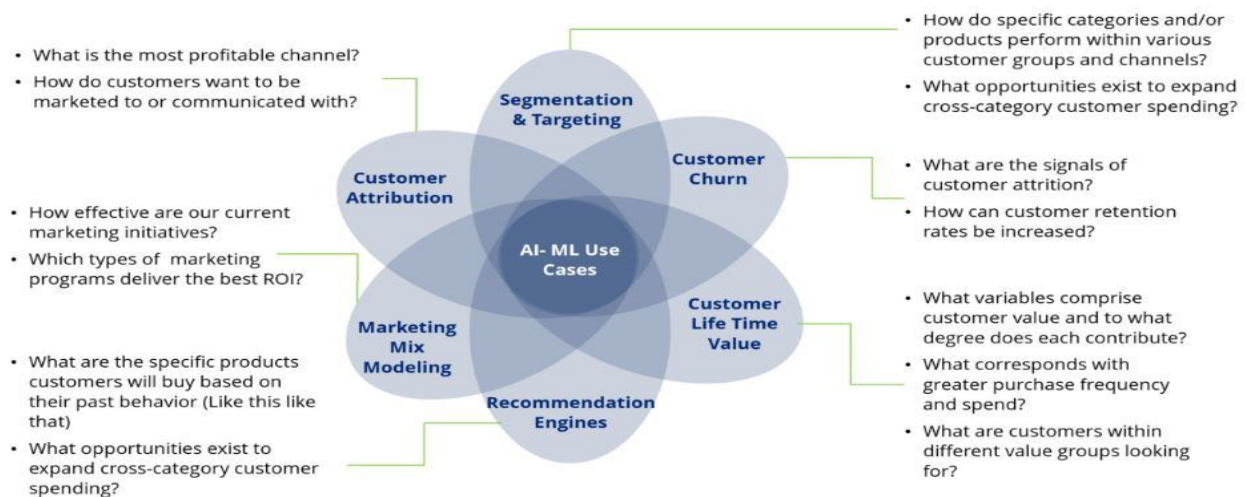 • What is the most profitable channel?
• How do customers want to be
marketed to or communicated with?
• How effective are our current
marketing initiatives?
• Which types of marketing
programs deliver the best ROI?
• What are the specific products
customers will buy based on
their past behavior (Like this like
that)
• What opportunities exist to
expand cross-category customer
spending?
Segmentation
& Targeting
Customer
Churn
Customer
Attribution
AI- ML Use
Cases
Customer
Life Time
Value
Marketing
Mix
Modeling
Recommendation
Engines
• How do specific categories and/or
products perform within various
customer groups and channels?
• What opportunities exist to expand
cross-category customer spending?
• What are the signals of
customer attrition?
• How can customer retention
rates be increased?
• What variables comprise
customer value and to what
degree does each contribute?
• What corresponds with
greater purchase frequency
and spend?
• What are customers within
different value groups looking
for?